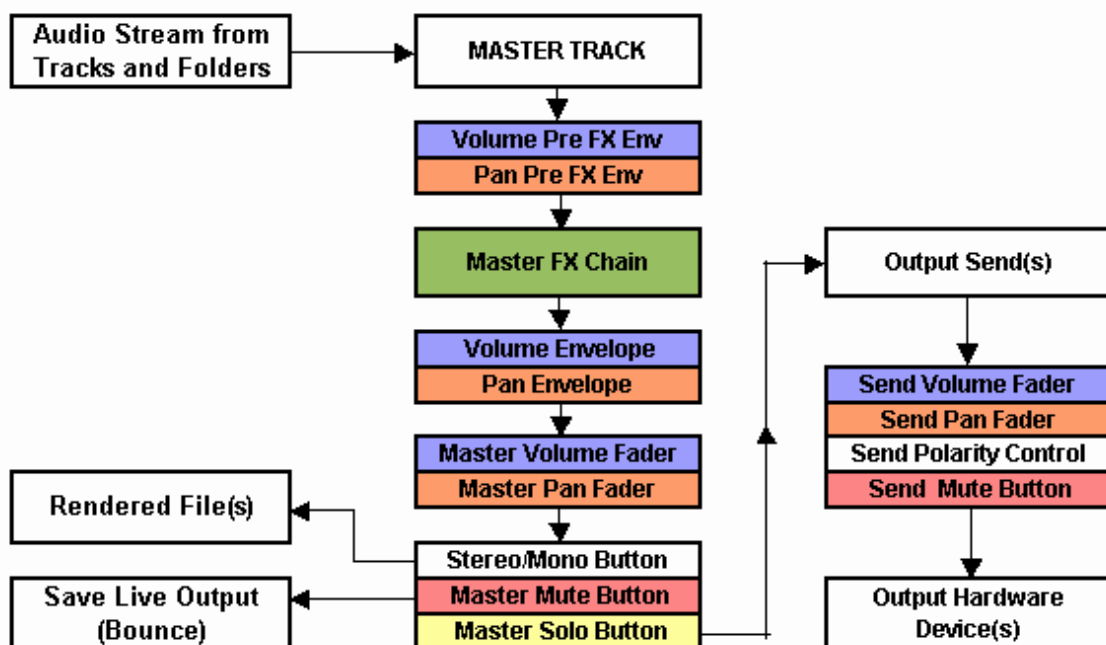 Audio Stream from
Tracks and Folders
MASTER TRACK
Volume Pre FX Env
Pan Pre FX Env
Master FX Chain
Output Send(s)
Volume Envelope
Pan Envelope
Send Volume Fader
Send Pan Fader
Send Polarity Control
Send Mute Button
Master Volume Fader
Master Pan Fader
Rendered File(s)
Stereo/Mono Button
Master Mute Button
Master Solo Button
Save Live Output
(Bounce)
Output Hardware
Device(s)